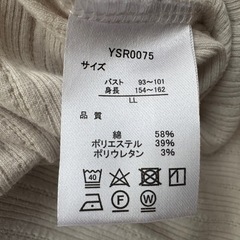 YSR0075
サイズ
バスト 93〜101
身長 154〜162
LL
品質
綿 58%
ポリエステル 39%
ポリウレタン 3%
40
P W